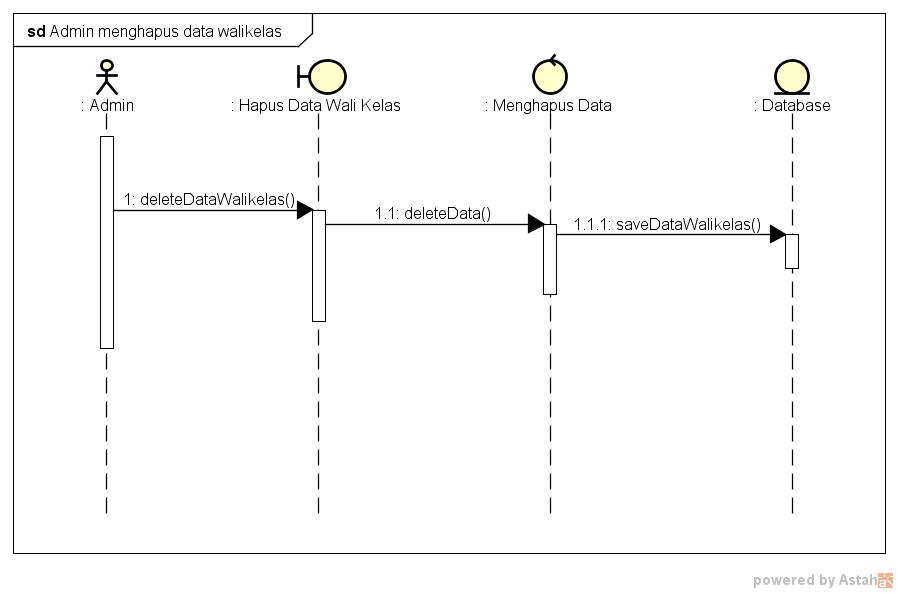 sd Admin menghapus data walikelas
: Admin
: Hapus Data Wali Kelas
: Menghapus Data
: Database
1: deleteDataWalikelas()
1.1: deleteData()
1.1.1: saveDataWalikelas()
powered by Astah